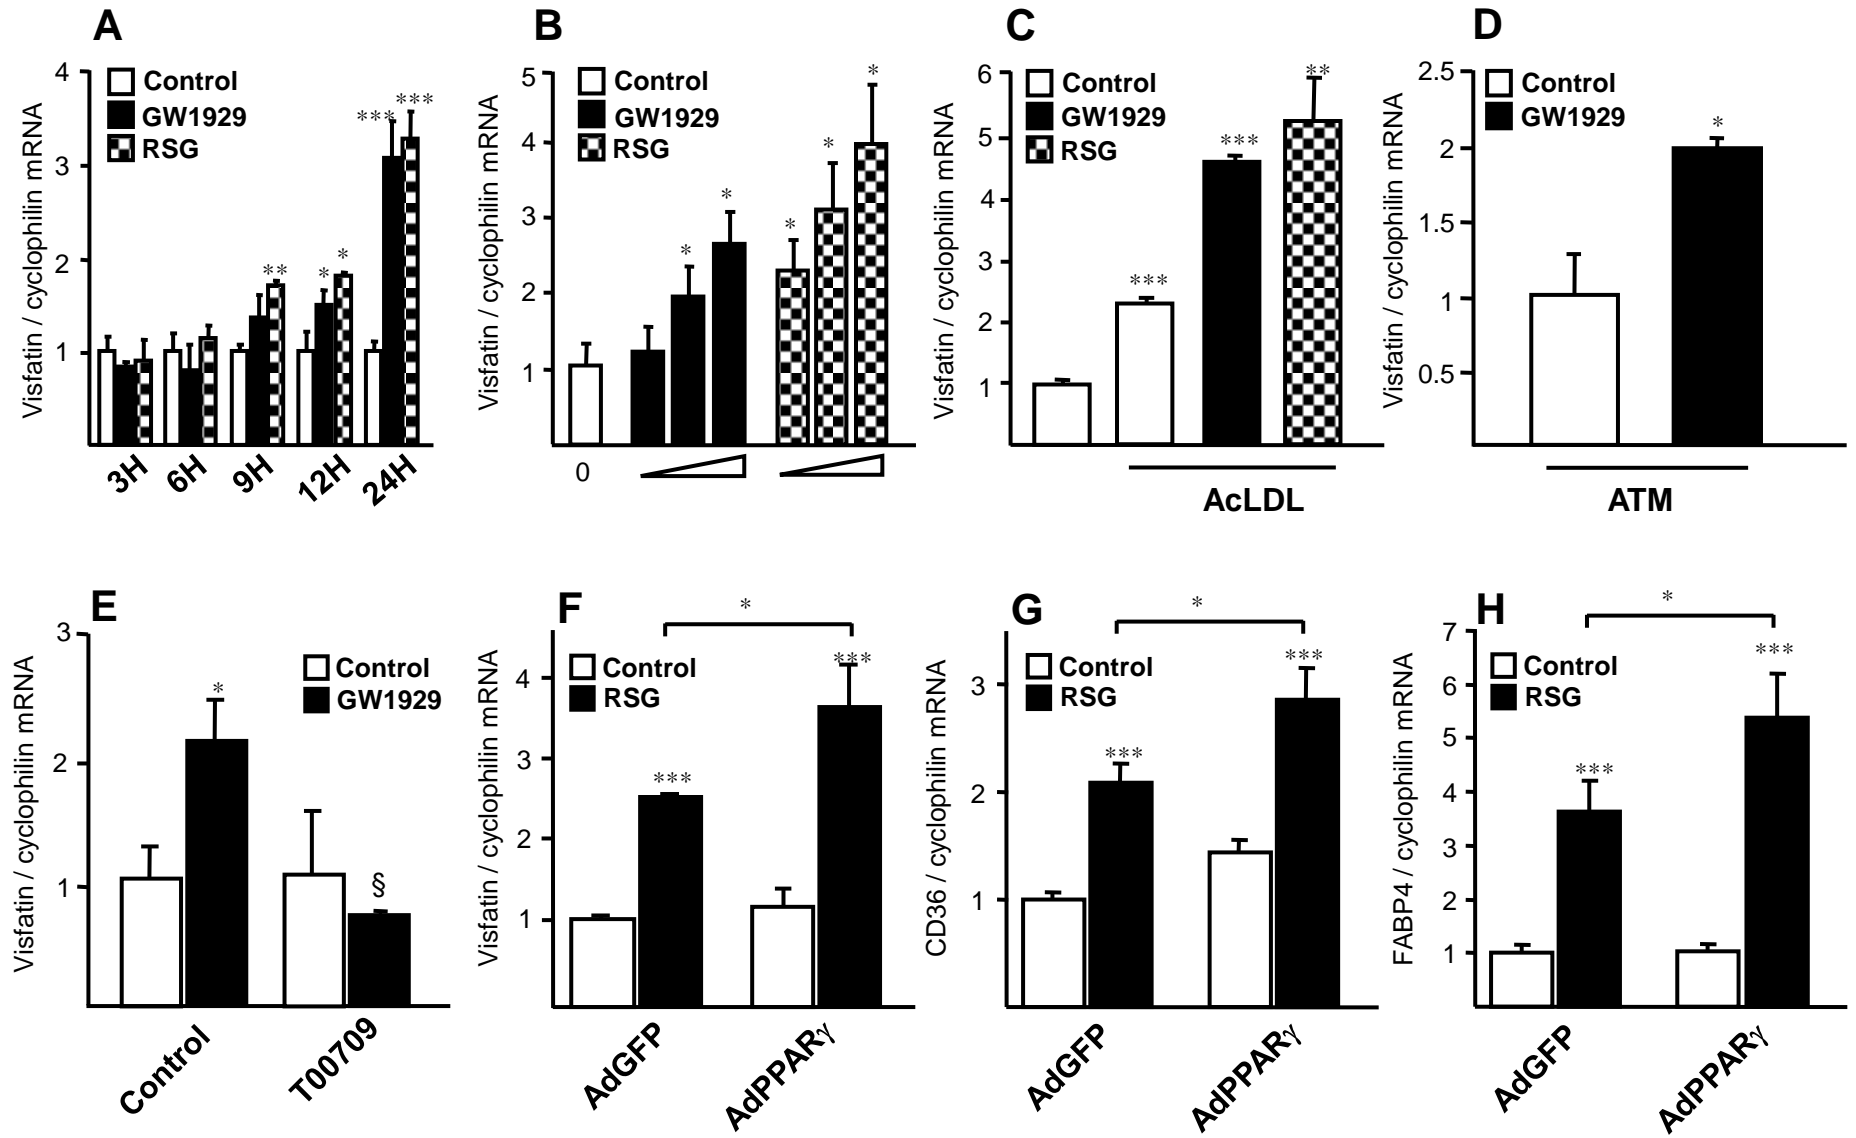 A
Visfatin / cyclophilin mRNA
4
3
2
1
Control
GW1929
RSG
**
*
*
***
***
3H
6H
9H
12H
24H
B
Visfatin / cyclophilin mRNA
5
4
3
2
1
Control
GW1929
RSG
*
*
*
*
*
0
C
Visfatin / cyclophilin mRNA
6
5
4
3
2
1
Control
GW1929
RSG
***
***
**
AcLDL
D
Visfatin / cyclophilin mRNA
2.5
2
1.5
1
0.5
Control
GW1929
*
ATM
E
Visfatin / cyclophilin mRNA
3
2
1
Control
GW1929
*
§
Control
T00709
F
Visfatin / cyclophilin mRNA
4
3
2
1
Control
RSG
*
***
***
AdGFP
AdPPARγ
G
CD36 / cyclophilin mRNA
3
2
1
Control
RSG
*
***
***
AdGFP
AdPPARγ
H
FABP4 / cyclophilin mRNA
7
6
5
4
3
2
1
Control
RSG
*
***
***
AdGFP
AdPPARγ